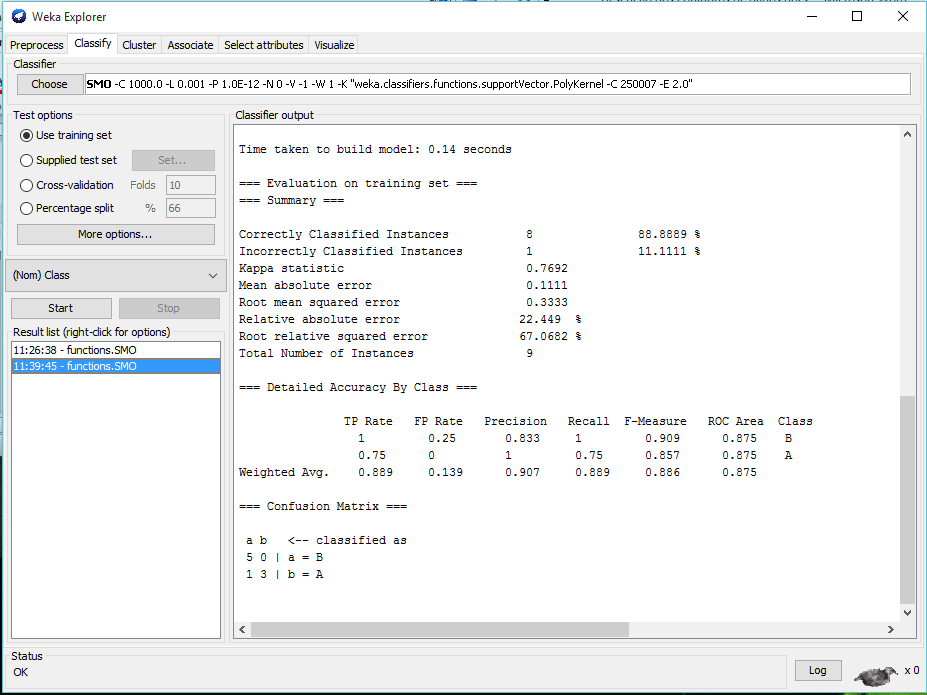 Weka Explorer
Preprocess Classify Cluster Associate Select attributes Visualize
Classifier
Choose SMO -C 1000.0 -L 0.001 -P 1.0E-12 -N 0 -V -1 -W 1 -K "weka.classifiers.functions.supportVector.PolyKernel -C 250007 -E 2.0"
Test options
Use training set
Supplied test set Set...
Cross-validation Folds 10
Percentage split % 66
More options...
(Nom) Class
Start Stop
Result list (right-click for options)
11:26:38 - functions.SMO
11:39:45 - functions.SMO
Classifier output
Time taken to build model: 0.14 seconds
=== Evaluation on training set ===
=== Summary ===
Correctly Classified Instances 8 88.8889 %
Incorrectly Classified Instances 1 11.1111 %
Kappa statistic 0.7692
Mean absolute error 0.1111
Root mean squared error 0.3333
Relative absolute error 22.449 %
Root relative squared error 67.0682 %
Total Number of Instances 9
=== Detailed Accuracy By Class ===
TP Rate FP Rate Precision Recall F-Measure ROC Area Class
1 0.25 0.833 1 0.909 0.875 B
0.75 0 1 0.75 0.857 0.875 A
Weighted Avg. 0.889 0.139 0.907 0.889 0.886 0.875
=== Confusion Matrix ===
a b <-- classified as
5 0 | a = B
1 3 | b = A
Status
OK
Log x 0